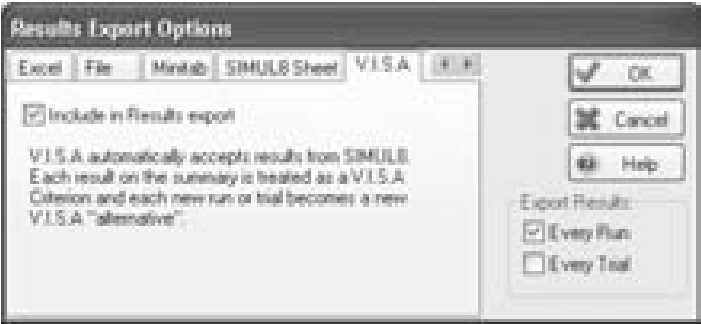 Results Export Options
Excel File Minitab SIMUL8 Sheet V.I.S.A
Include in Results export
V.I.S.A automatically accepts results from SIMUL8.
Each result on the summary is treated as a V.I.S.A
Criterion and each new run or trial becomes a new
V.I.S.A "alternative".
OK
Cancel
Help
Export Results:
Every Run
Every Trial